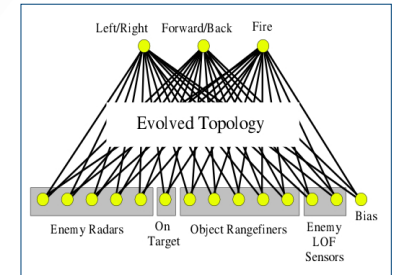 Left/Right Forward/Back Fire
Evolved Topology
Enemy Radars
On
Target
Object Rangefiners
Enemy
LOF
Sensors
Bias